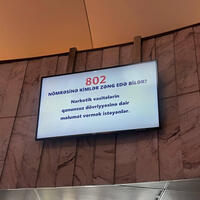 802
NÖMRƏSİNƏ KİMLƏR ZƏNG EDƏ BİLƏR?
Narkotik vasitələrin
qanunsuz dövriyyəsinə dair
məlumat vermək istəyənlər.